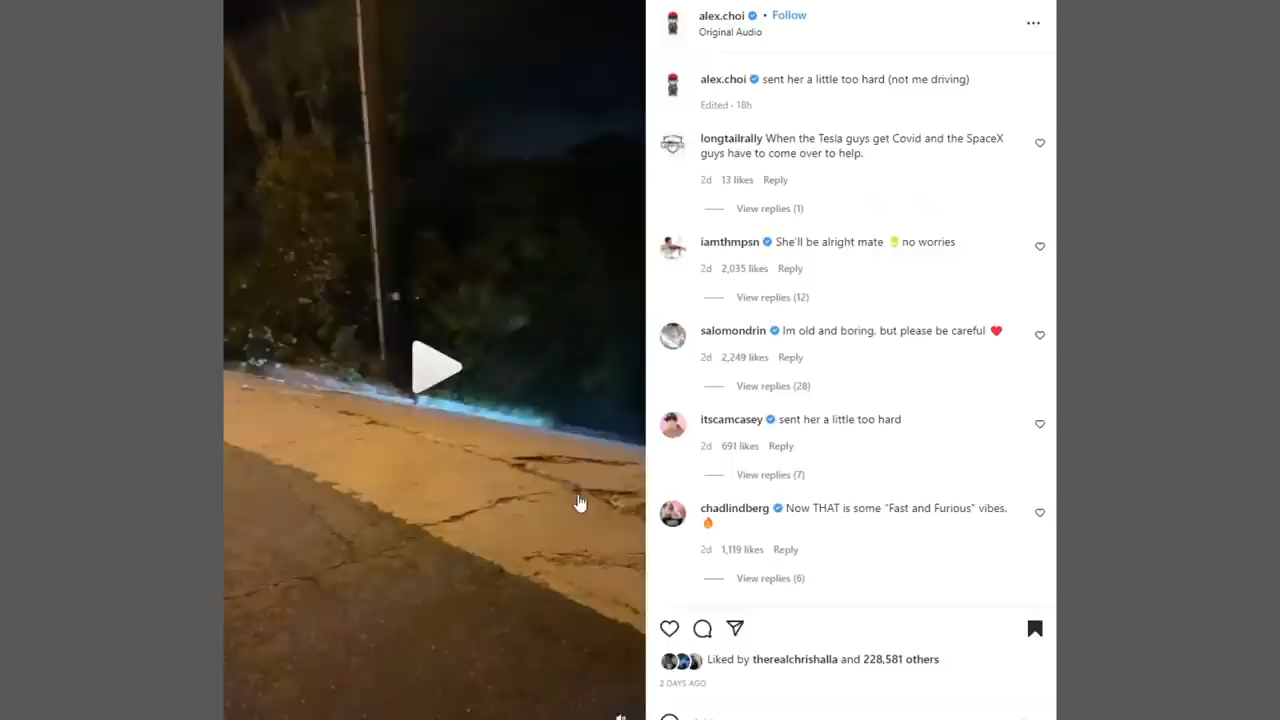 alex.choi • Follow
Original Audio
alex.choi sent her a little too hard (not me driving)
Edited · 18h
longtailrally When the Tesla guys get Covid and the SpaceX
guys have to come over to help.
2d 13 likes Reply
View replies (1)
iamthmpsn She'll be alright mate no worries
2d 2,035 likes Reply
View replies (12)
salomondrin Im old and boring, but please be careful ❤️
2d 2,249 likes Reply
View replies (28)
itscamcasey sent her a little too hard
2d 691 likes Reply
View replies (7)
chadlindberg Now THAT is some "Fast and Furious" vibes.
🔥
2d 1,119 likes Reply
View replies (6)
Liked by therealchrishalla and 228,581 others
2 DAYS AGO